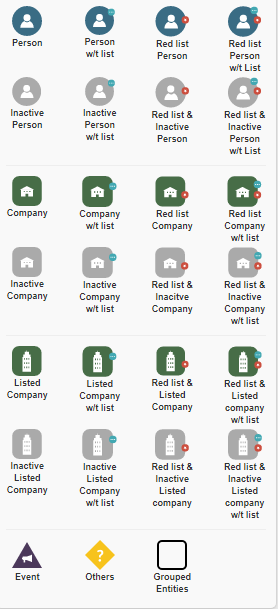 Person
Person
w/t list
Red list
Person
Red list
Person
w/t List
Inactive
Person
Inactive
Person
w/t list
Red list &
Inactive
Person
Red list &
Inactive
Person
w/t List
Company
Company
w/t list
Red list
Company
Red list
Company
w/t list
Inactive
Company
Inactive
Company
w/t list
Red list &
Inacitve
Company
Red list &
Inactive
Company
w/t list
Listed
Company
Listed
Company
w/t list
Red list &
Listed
Company
Red list &
Listed
company
w/t list
Inactive
Listed
Company
Inactive
Listed
Company
w/t list
Red list &
Inactive
Listed
company
Red list &
Inactive
Listed
company
w/t list
Event
?
Others
Grouped
Entities